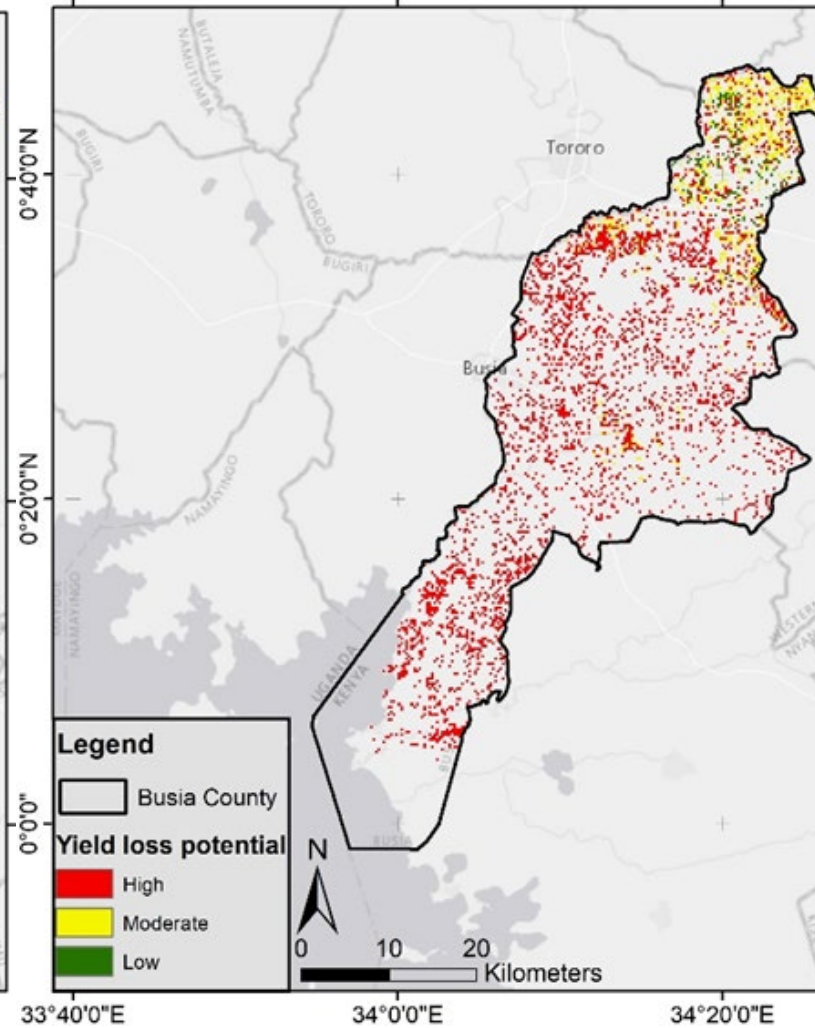 BUTALEJA
NAMUTUMBA
BUGIRI
Tororo
TORORO
BUGIRI
Busia
NAMAYINGO
NAMAYINGO
UGANDA
KENYA
WESTERN
BUSIA
0°40'0"N
0°20'0"N
0°0'0"
Legend
Busia County
Yield loss potential
High
Moderate
Low
N
0 10 20
Kilometers
33°40'0"E 34°0'0"E 34°20'0"E